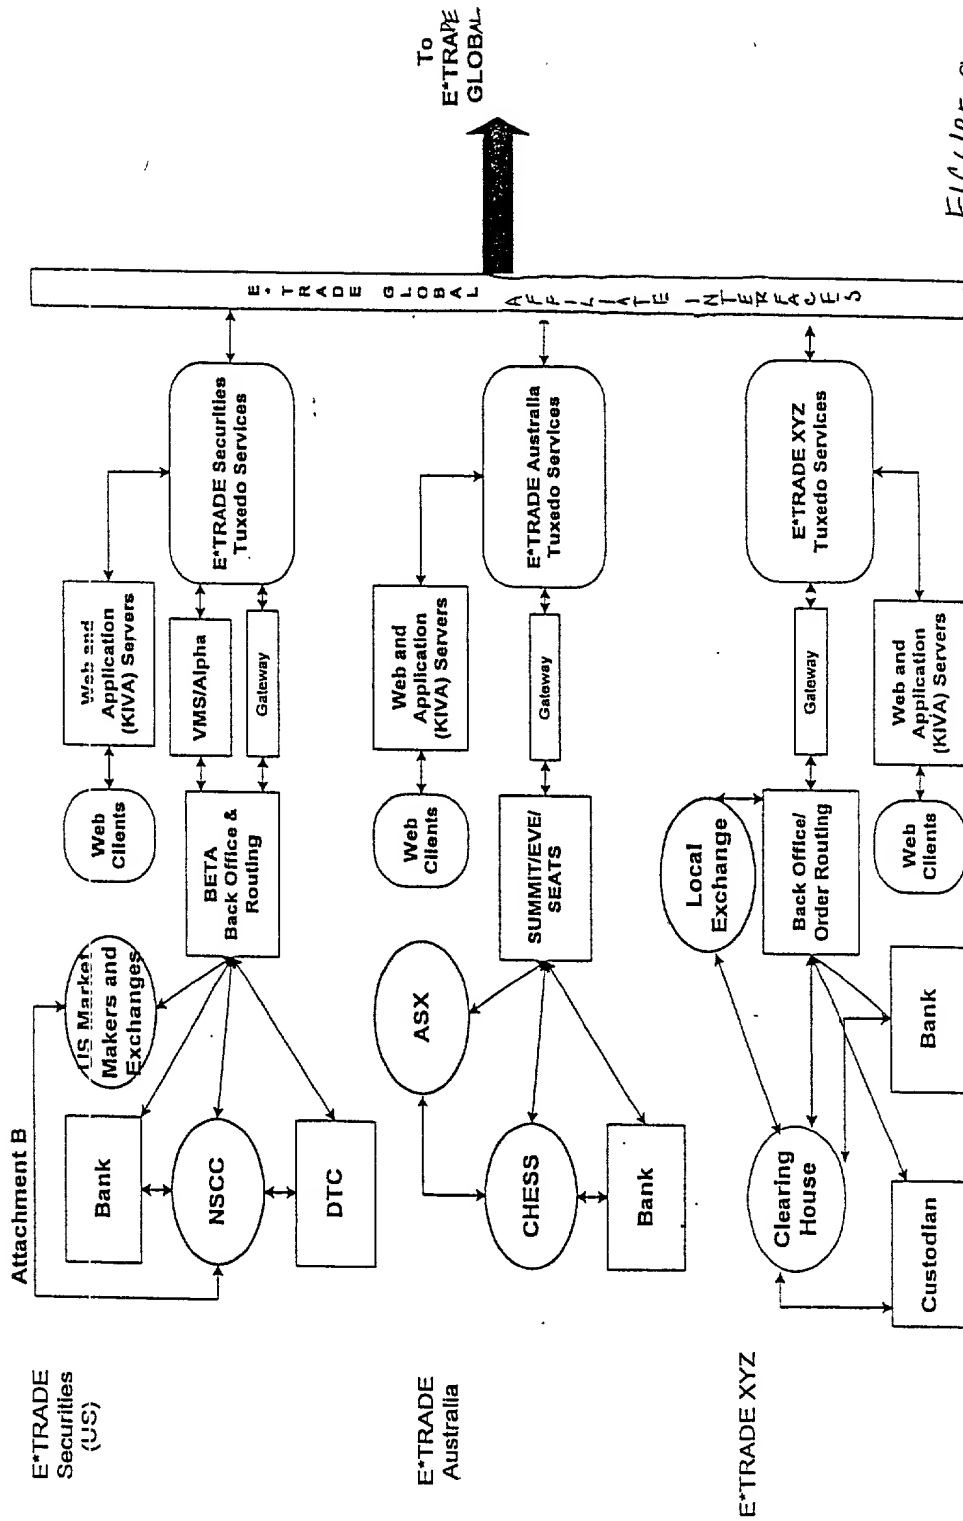 Attachment B
E*TRADE
Securities
(US)
Bank
NSCC
DTC
US Market
Makers and
Exchanges
Web
Clients
BETA
Back Office &
Routing
Web and
Application
(KIVA) Servers
VMS/Alpha
Gateway
E*TRADE Securities
Tuxedo Services
E*TRADE
Australia
CHESS
Bank
ASX
Web
Clients
SUMMIT/EVE/
SEATS
Web and
Application
(KIVA) Servers
Gateway
E*TRADE Australia
Tuxedo Services
E*TRADE XYZ
Clearing
House
Custodian
Bank
Local
Exchange
Back Office/
Order Routing
Web
Clients
Gateway
Web and
Application
(KIVA) Servers
E*TRADE XYZ
Tuxedo Services
E*TRADE GLOBAL AFFILIATE INTERFACES
To
E*TRADE
GLOBAL
FIGURE